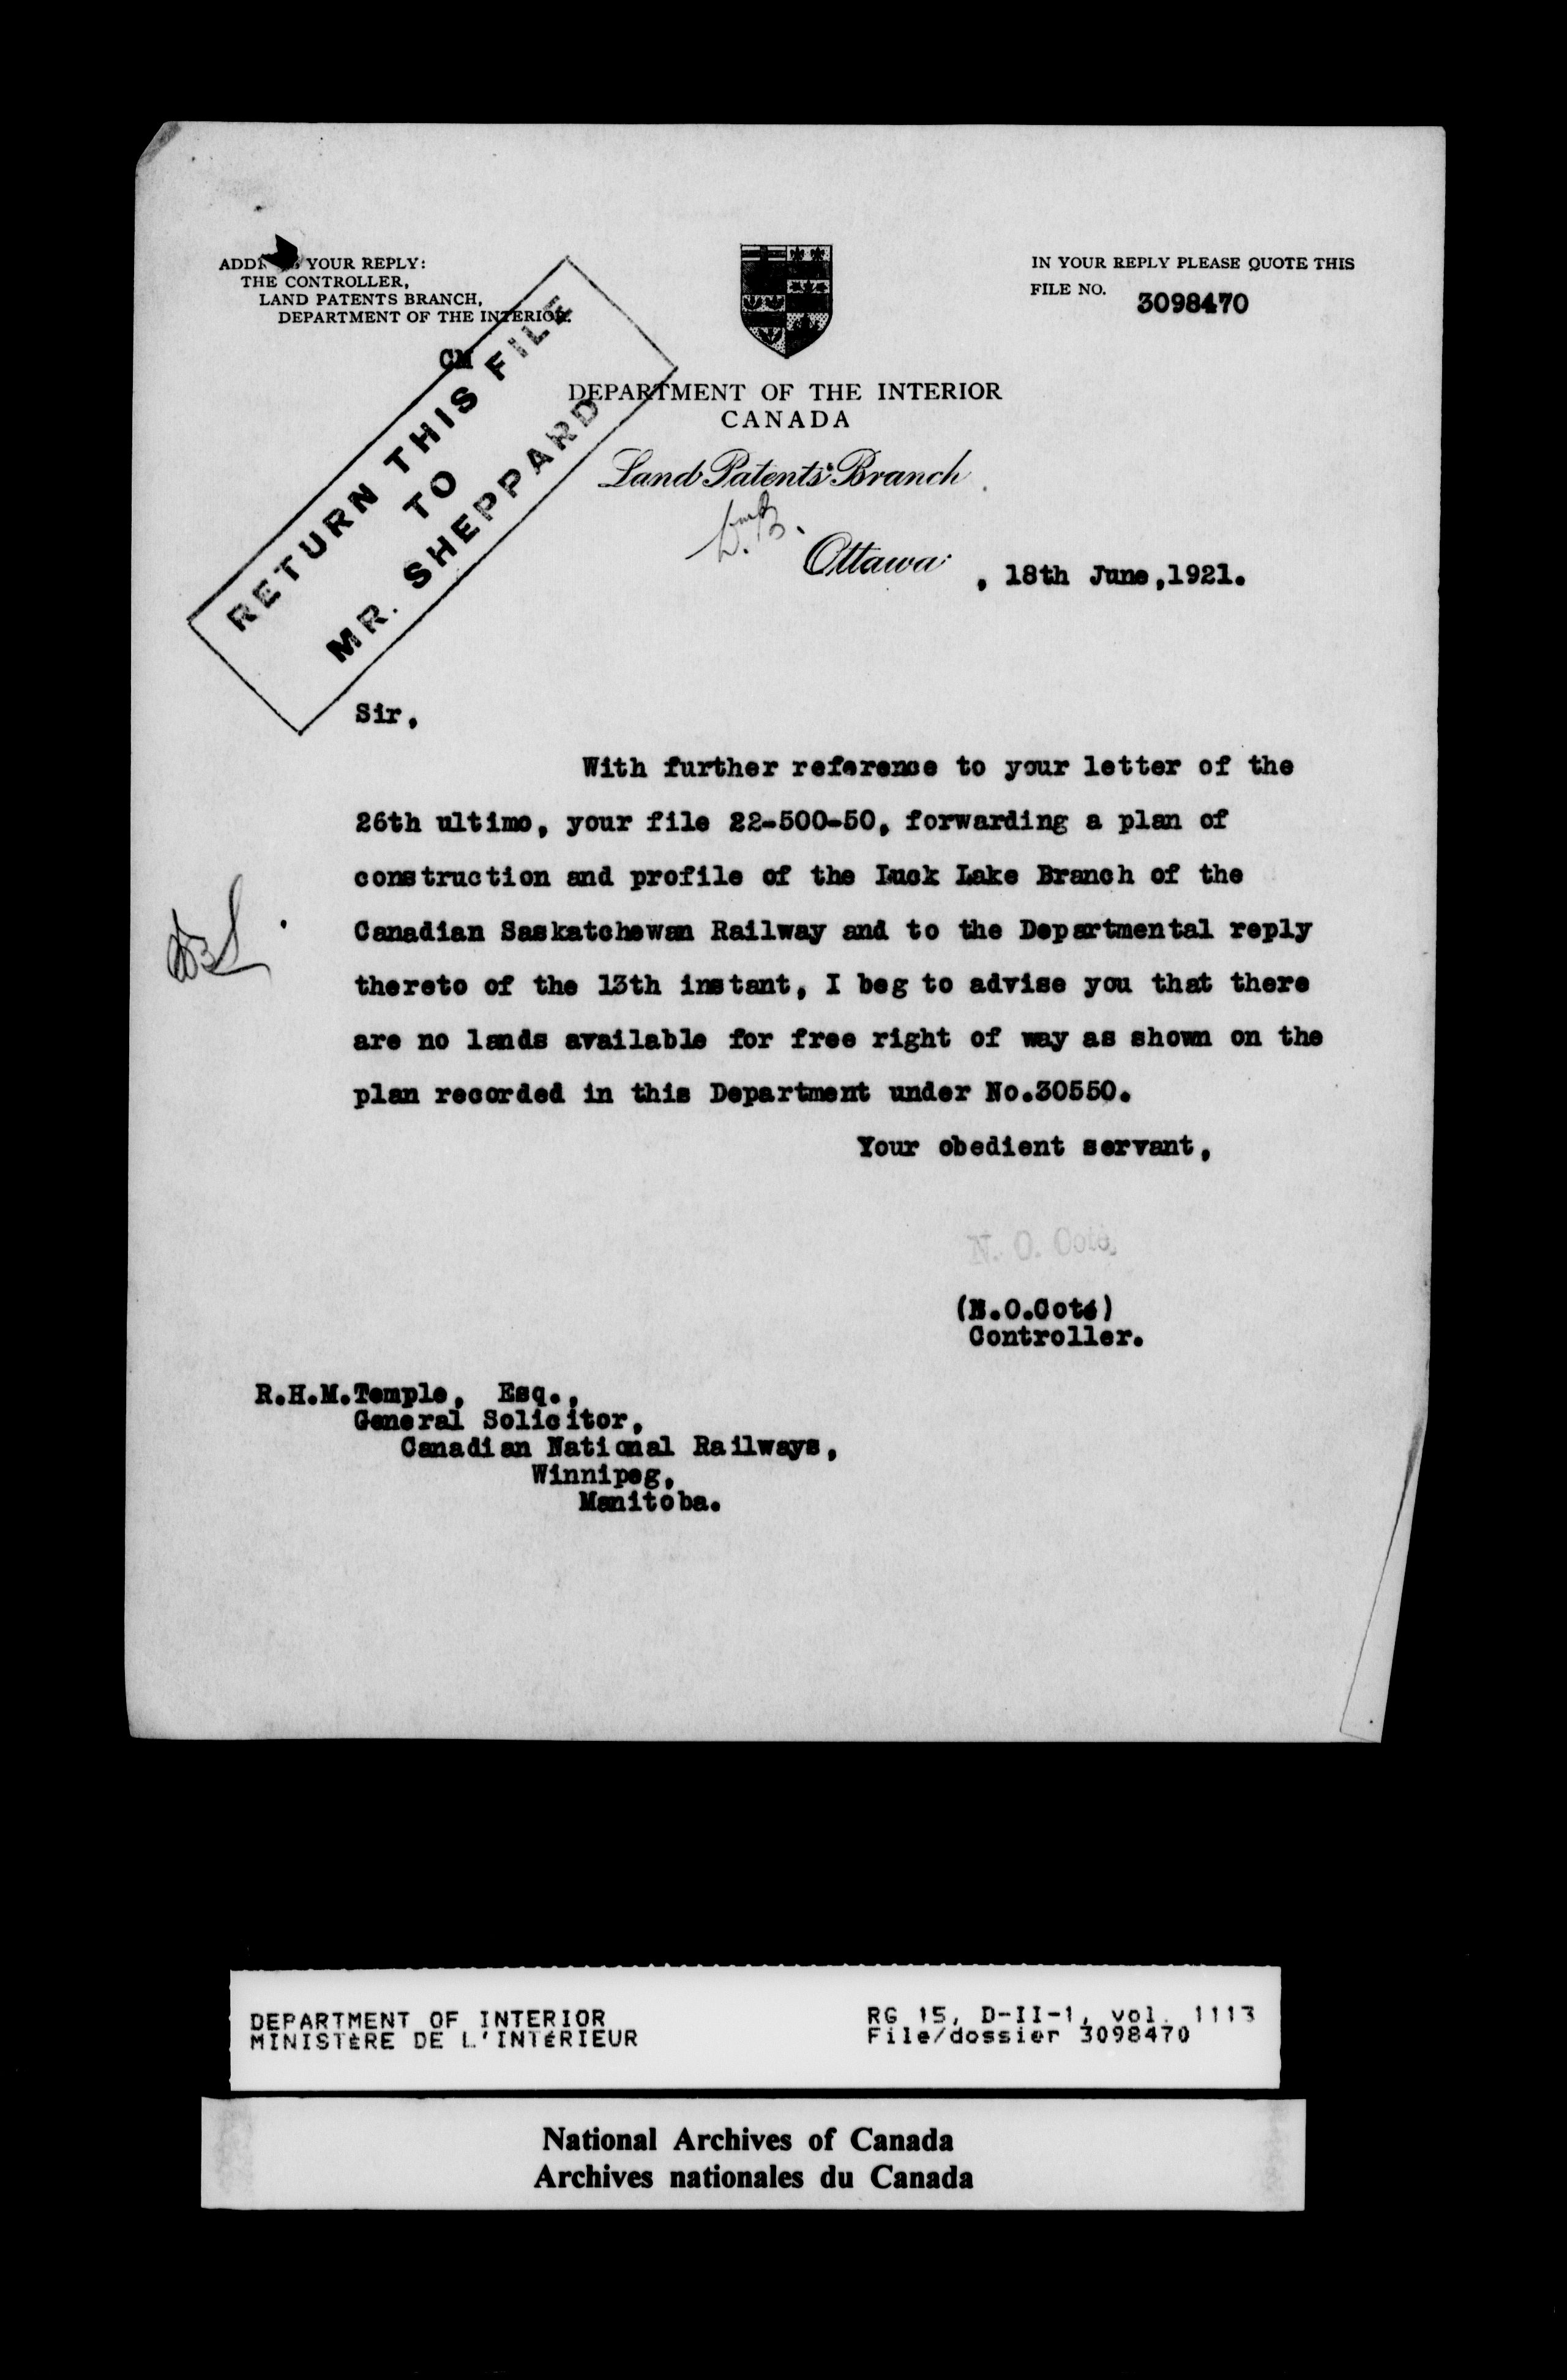 YOUR REPLY:
THE CONTROLLER,
LAND PATENTS BRANCH,
DEPARTMENT OF THE INTERIOR.
CM
IN YOUR REPLY PLEASE QUOTE THIS
FILE NO. 3098470
RETURN THIS FILE
TO
MR. SHEPPARD
DEPARTMENT OF THE INTERIOR
CANADA
Land Patents Branch
Ottawa , 18th June,1921.
Sir,
With further reference to your letter of the
26th ultimo, your file 22-500-50, forwarding a plan of
construction and profile of the Luck Lake Branch of the
Canadian Saskatchewan Railway and to the Departmental reply
thereto of the 13th instant, I beg to advise you that there
are no lands available for free right of way as shown on the
plan recorded in this Department under No.30550.
Your obedient servant,
N. O. Coté,
(N.O.Coté)
Controller.
R.H.M.Temple, Esq.,
General Solicitor,
Canadian National Railways,
Winnipeg,
Manitoba.
DEPARTMENT OF INTERIOR
MINISTÈRE DE L'INTÉRIEUR
RG 15, D-II-1, vol. 1113
File/dossier 3098470
National Archives of Canada
Archives nationales du Canada